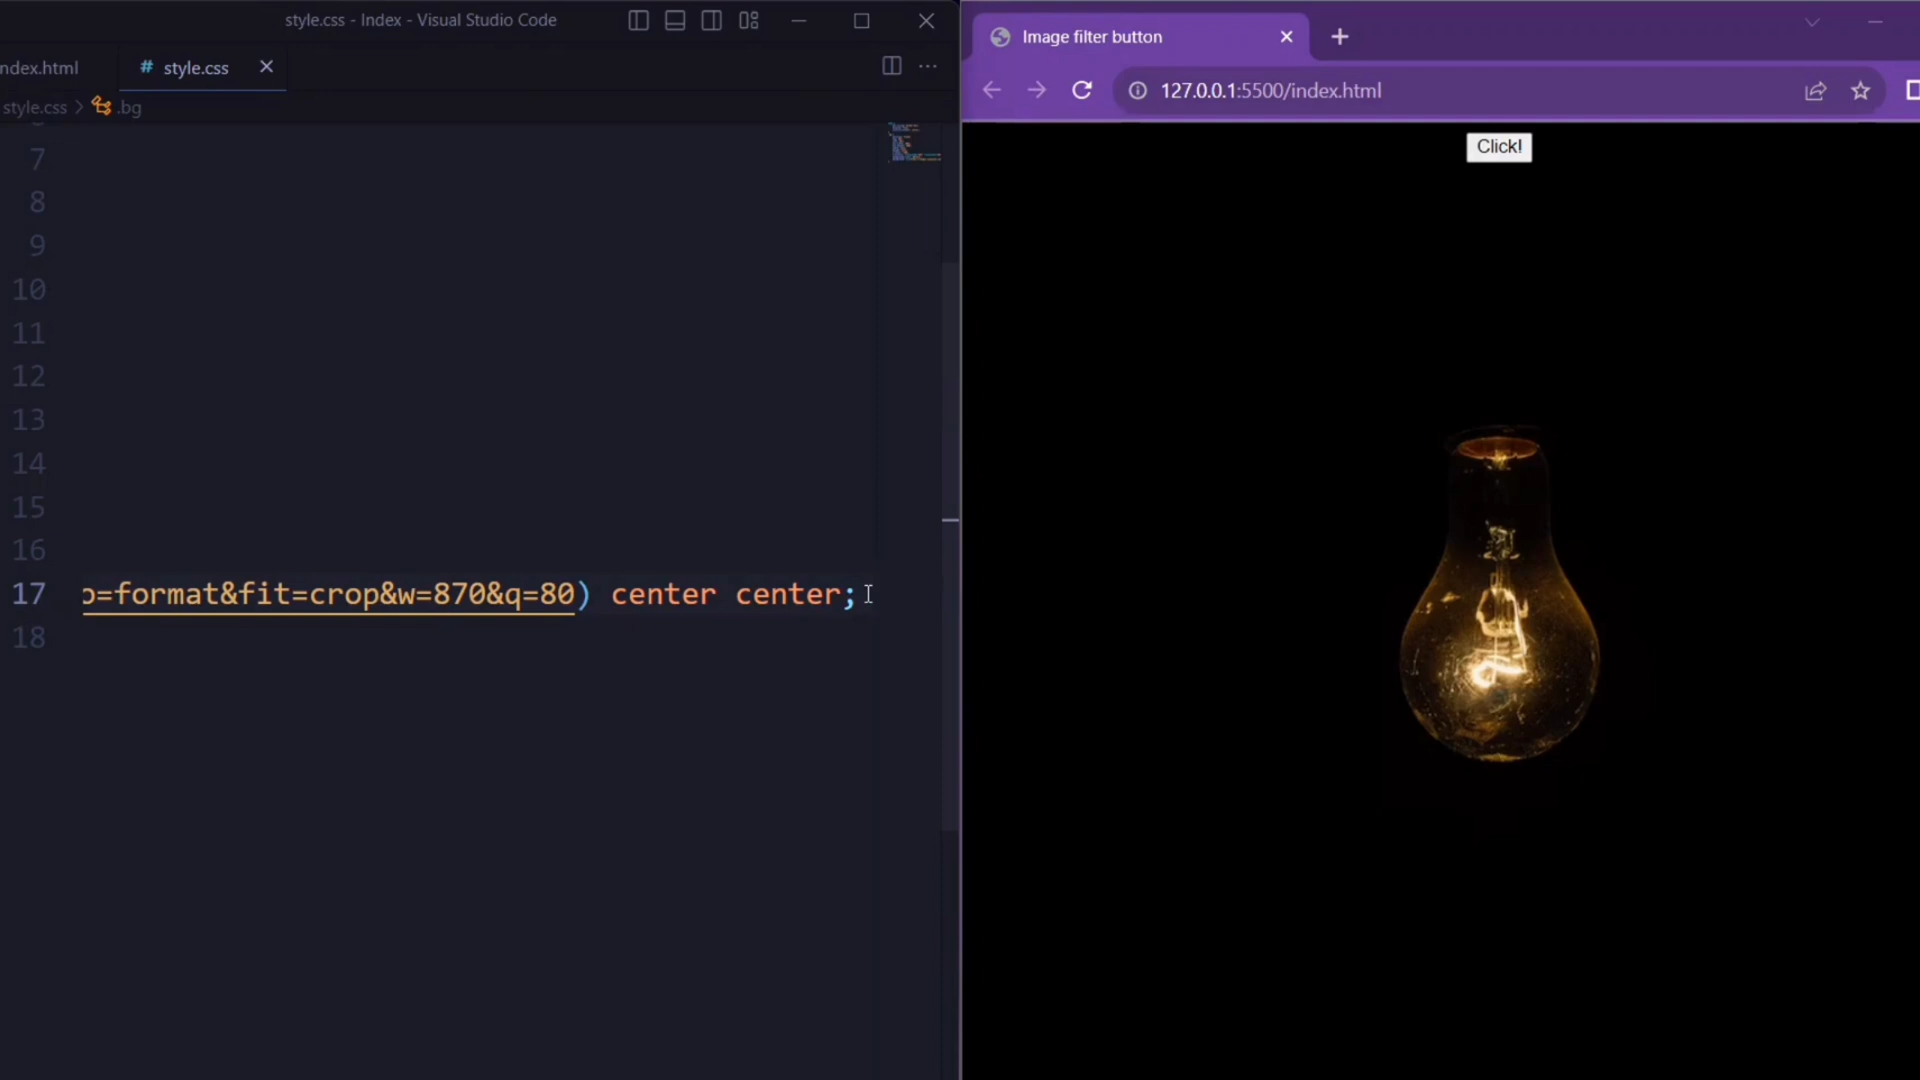 style.css - Index - Visual Studio Code
ndex.html
# style.css
style.css > .bg
7
8
9
10
11
12
13
14
15
16
17 o=format&fit=crop&w=870&q=80) center center;
18
Image filter button
127.0.0.1:5500/index.html
Click!